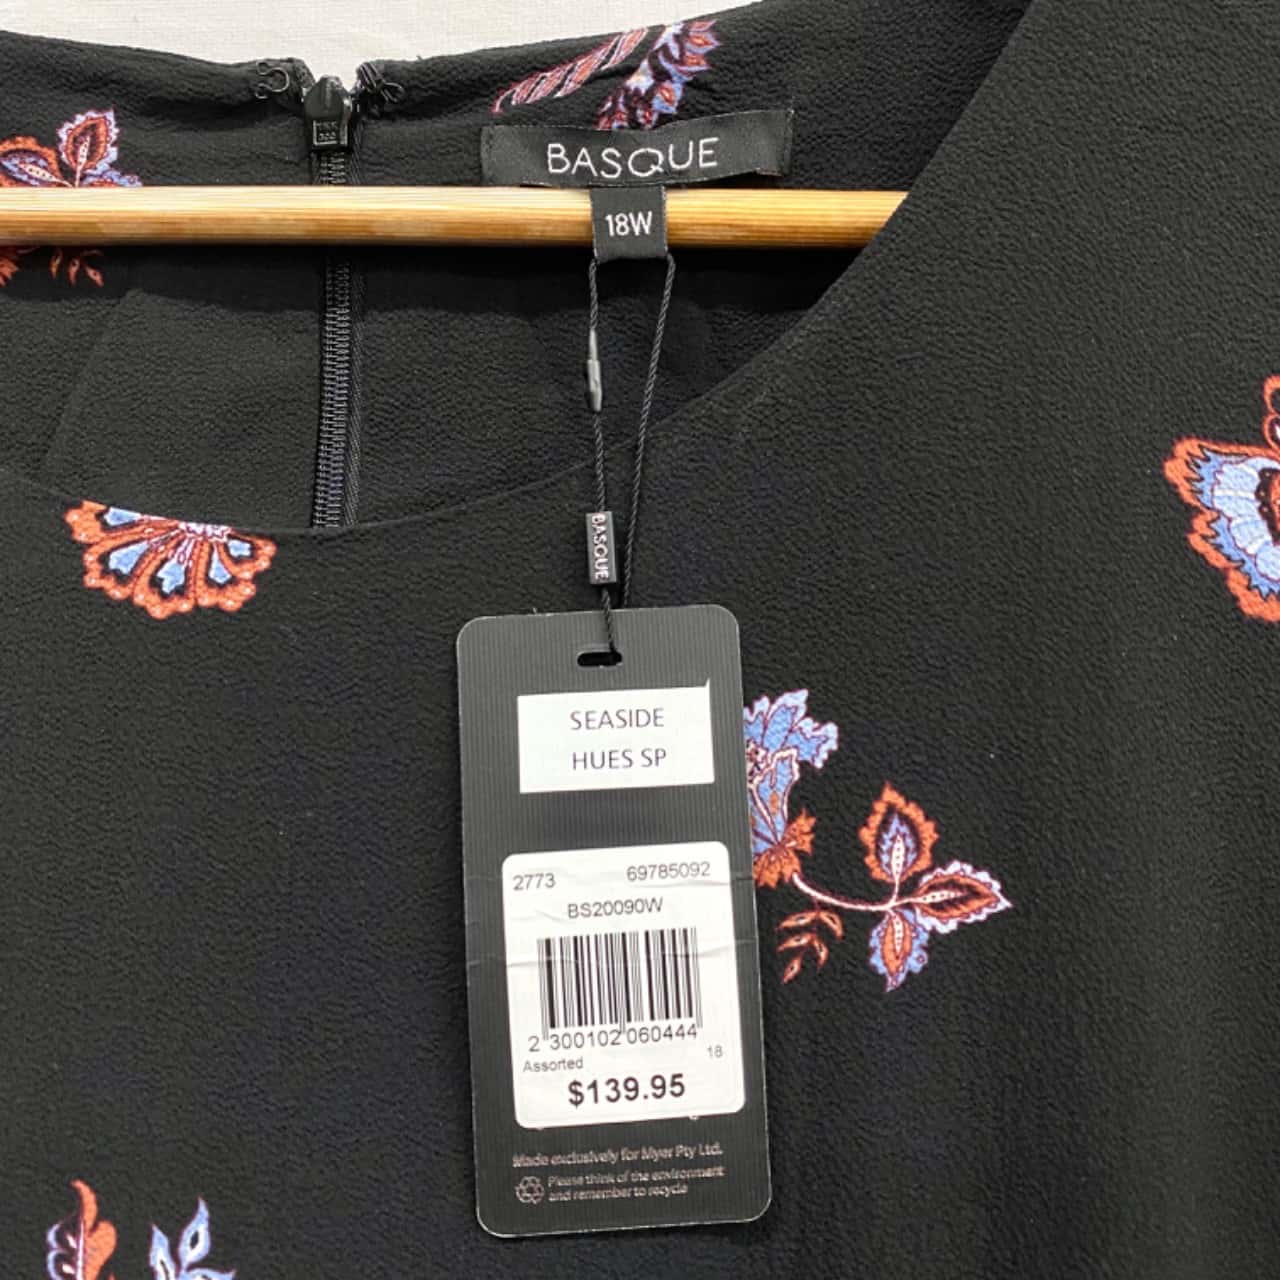 BASQUE
18W
BASQUE
SEASIDE
HUES SP
2773 69785092
BS20090W
2 300102 060444
Assorted 18
$139.95
Made exclusively for Myer Pty Ltd.
Please think of the environment
and remember to recycle